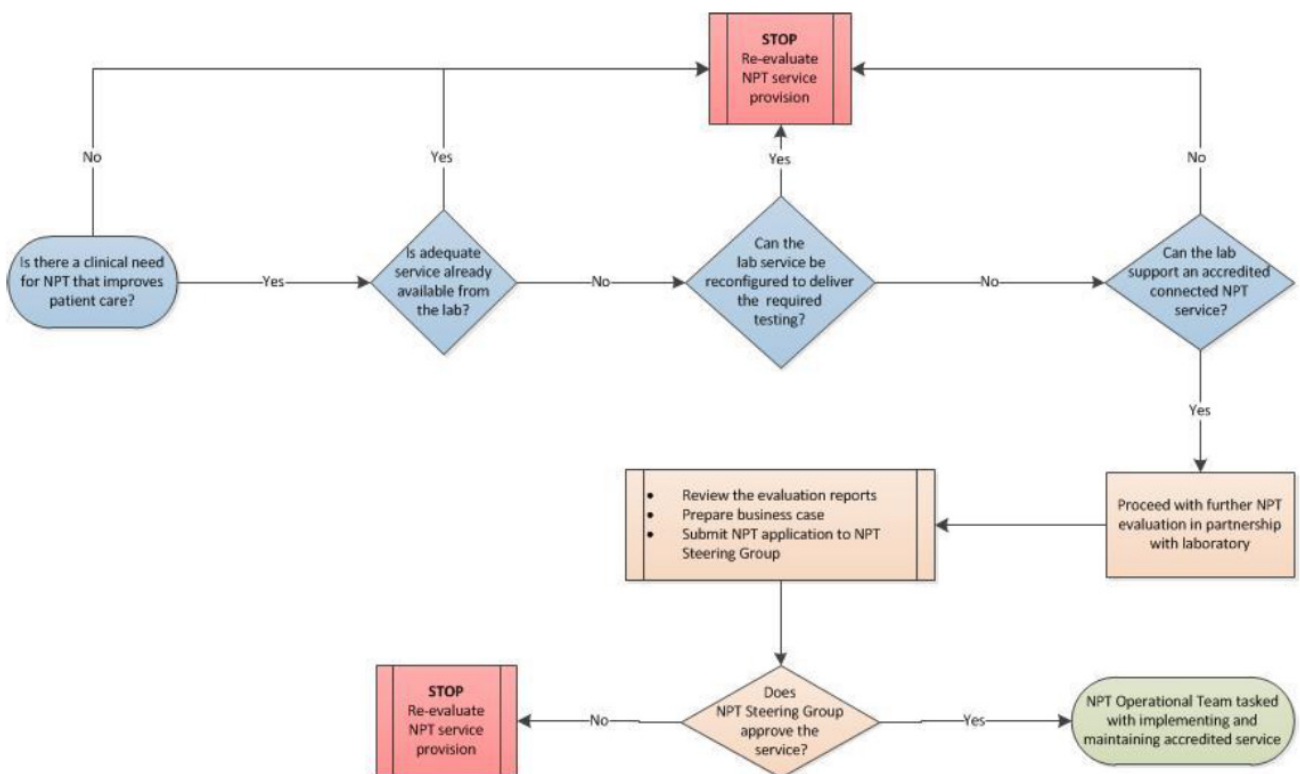 STOP
Re-evaluate
NPT service
provision
No
Yes
Yes
No
Is there a clinical need
for NPT that improves
patient care?
Yes
Is adequate
service already
available from
the lab?
No
Can the
lab service be
reconfigured to deliver
the required
testing?
No
Can the lab
support an accredited
connected NPT
service?
Yes
• Review the evaluation reports
• Prepare business case
• Submit NPT application to NPT
Steering Group
Proceed with further NPT
evaluation in partnership
with laboratory
STOP
Re-evaluate
NPT service
provision
No
Does
NPT Steering Group
approve the
service?
Yes
NPT Operational Team tasked
with implementing and
maintaining accredited service